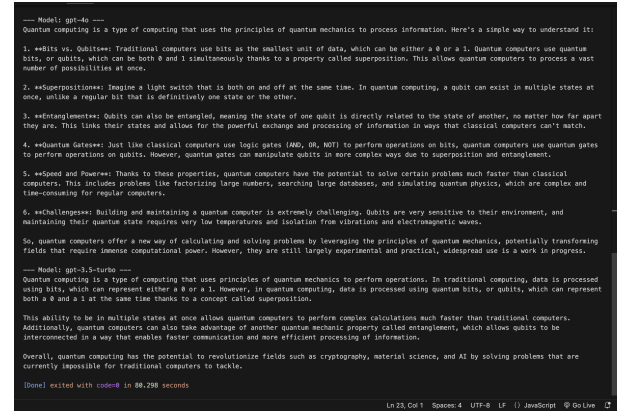 --- Model: gpt-4o ---
Quantum computing is a type of computing that uses the principles of quantum mechanics to process information. Here's a simple way to understand it:
1. **Bits vs. Qubits**: Traditional computers use bits as the smallest unit of data, which can be either a 0 or a 1. Quantum computers use quantum
bits, or qubits, which can be both 0 and 1 simultaneously thanks to a property called superposition. This allows quantum computers to process a vast
number of possibilities at once.
2. **Superposition**: Imagine a light switch that is both on and off at the same time. In quantum computing, a qubit can exist in multiple states at
once, unlike a regular bit that is definitively one state or the other.
3. **Entanglement**: Qubits can also be entangled, meaning the state of one qubit is directly related to the state of another, no matter how far apart
they are. This links their states and allows for the powerful exchange and processing of information in ways that classical computers can't match.
4. **Quantum Gates**: Just like classical computers use logic gates (AND, OR, NOT) to perform operations on bits, quantum computers use quantum gates
to perform operations on qubits. However, quantum gates can manipulate qubits in more complex ways due to superposition and entanglement.
5. **Speed and Power**: Thanks to these properties, quantum computers have the potential to solve certain problems much faster than classical
computers. This includes problems like factorizing large numbers, searching large databases, and simulating quantum physics, which are complex and
time-consuming for regular computers.
6. **Challenges**: Building and maintaining a quantum computer is extremely challenging. Qubits are very sensitive to their environment, and
maintaining their quantum state requires very low temperatures and isolation from vibrations and electromagnetic waves.
So, quantum computers offer a new way of calculating and solving problems by leveraging the principles of quantum mechanics, potentially transforming
fields that require immense computational power. However, they are still largely experimental and practical, widespread use is a work in progress.
--- Model: gpt-3.5-turbo ---
Quantum computing is a type of computing that uses principles of quantum mechanics to perform operations. In traditional computing, data is processed
using bits, which can represent either a 0 or a 1. However, in quantum computing, data is processed using quantum bits, or qubits, which can represent
both a 0 and a 1 at the same time thanks to a concept called superposition.
This ability to be in multiple states at once allows quantum computers to perform complex calculations much faster than traditional computers.
Additionally, quantum computers can also take advantage of another quantum mechanic property called entanglement, which allows qubits to be
interconnected in a way that enables faster communication and more efficient processing of information.
Overall, quantum computing has the potential to revolutionize fields such as cryptography, material science, and AI by solving problems that are
currently impossible for traditional computers to tackle.
[Done] exited with code=0 in 80.298 seconds
Ln 23, Col 1 Spaces: 4 UTF-8 LF {} JavaScript Go Live